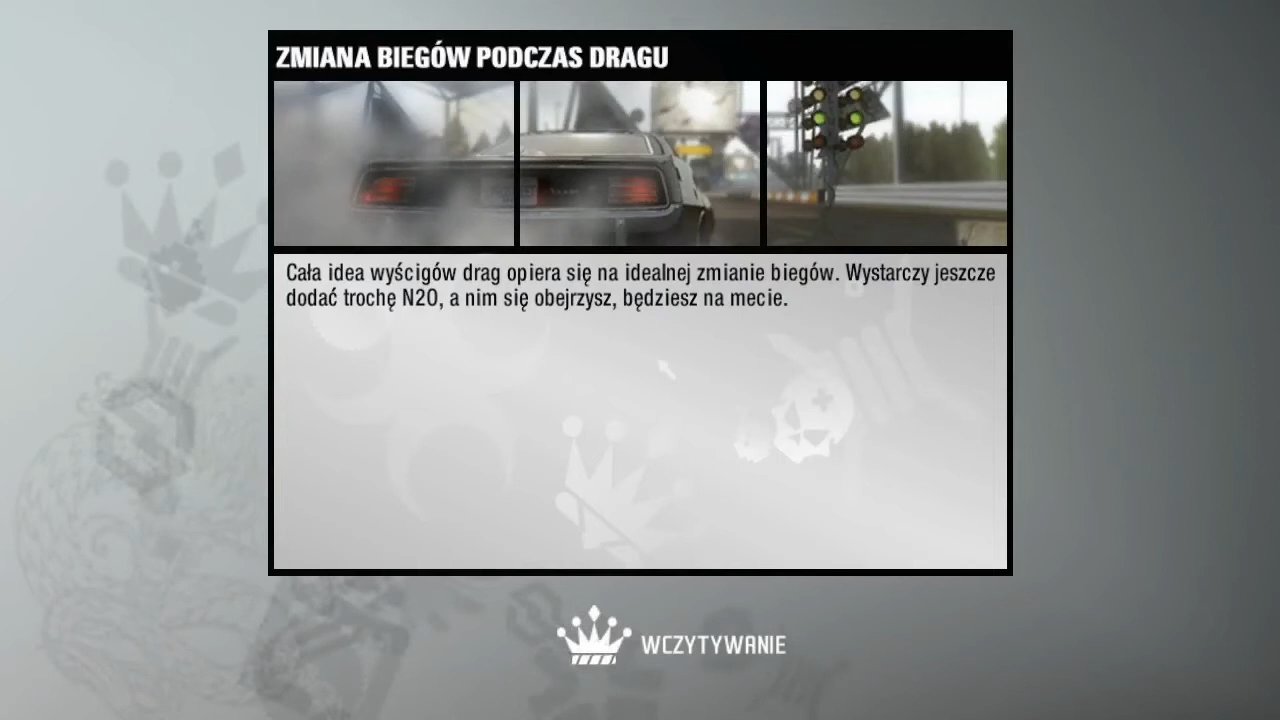 ZMIANA BIEGÓW PODCZAS DRAGU
Cała idea wyścigów drag opiera się na idealnej zmianie biegów. Wystarczy jeszcze
dodać trochę N2O, a nim się obejrzysz, będziesz na mecie.
WCZYTYWANIE